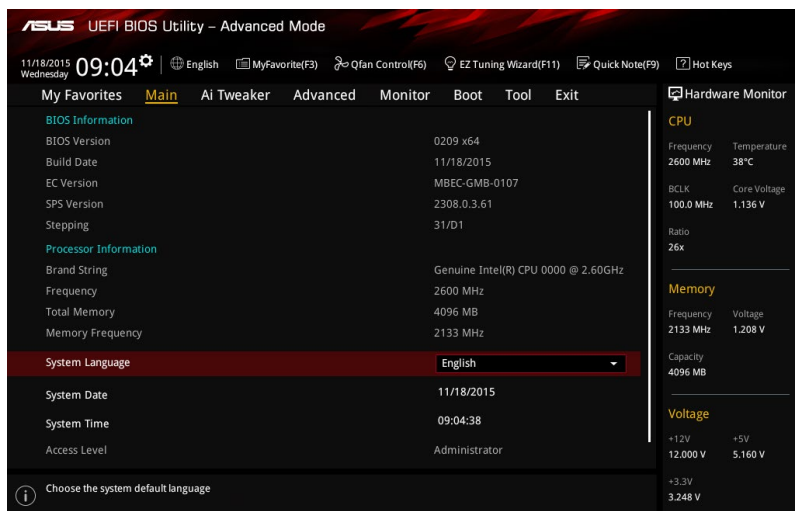 ASUS UEFI BIOS Utility – Advanced Mode
11/18/2015
Wednesday
09:04
English
MyFavorite(F3)
Qfan Control(F6)
EZ Tuning Wizard(F11)
Quick Note(F9)
? Hot Keys
My Favorites
Main
Ai Tweaker
Advanced
Monitor
Boot
Tool
Exit
BIOS Information
BIOS Version 0209 x64
Build Date 11/18/2015
EC Version MBEC-GMB-0107
SPS Version 2308.0.3.61
Stepping 31/D1
Processor Information
Brand String Genuine Intel(R) CPU 0000 @ 2.60GHz
Frequency 2600 MHz
Total Memory 4096 MB
Memory Frequency 2133 MHz
System Language English
System Date 11/18/2015
System Time 09:04:38
Access Level Administrator
i Choose the system default language
Hardware Monitor
CPU
Frequency Temperature
2600 MHz 38°C
BCLK Core Voltage
100.0 MHz 1.136 V
Ratio
26x
Memory
Frequency Voltage
2133 MHz 1.208 V
Capacity
4096 MB
Voltage
+12V +5V
12.000 V 5.160 V
+3.3V
3.248 V